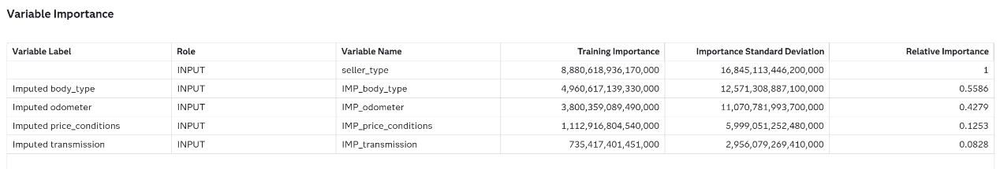 Variable Importance
Variable Label Role Variable Name Training Importance Importance Standard Deviation Relative Importance
INPUT seller_type 8,880,618,936,170,000 16,845,113,446,200,000 1
Imputed body_type INPUT IMP_body_type 4,960,617,139,330,000 12,571,308,887,100,000 0.5586
Imputed odometer INPUT IMP_odometer 3,800,359,089,490,000 11,070,781,993,700,000 0.4279
Imputed price_conditions INPUT IMP_price_conditions 1,112,916,804,540,000 5,999,051,252,480,000 0.1253
Imputed transmission INPUT IMP_transmission 735,417,401,451,000 2,956,079,269,410,000 0.0828